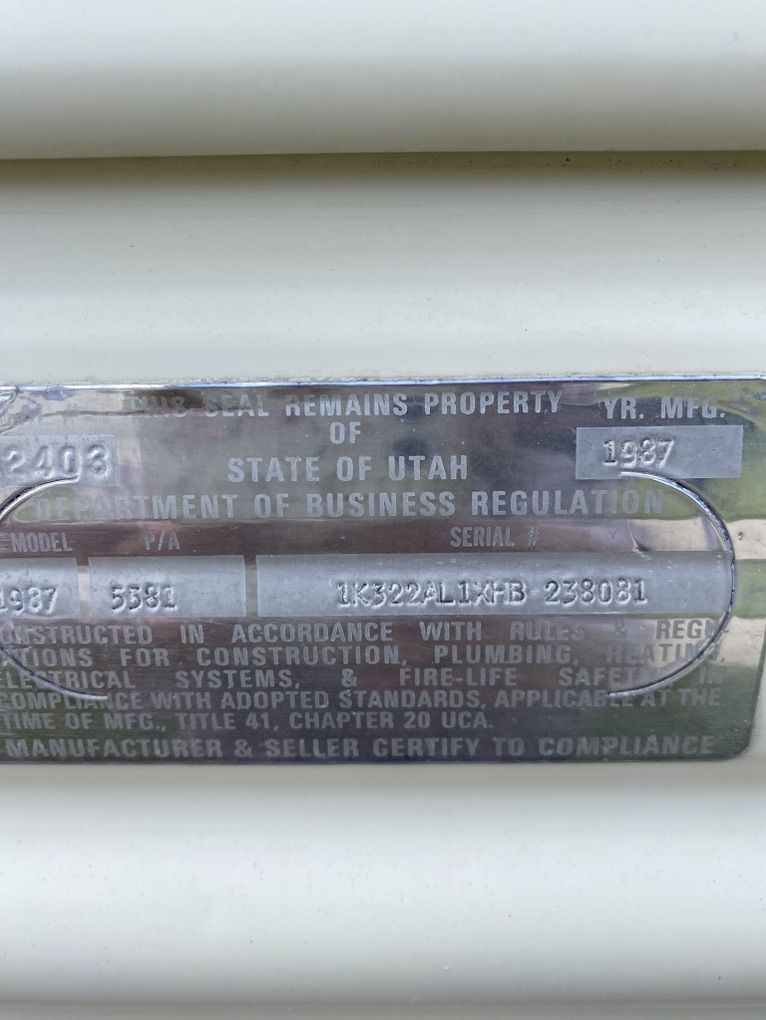 # THIS SEAL REMAINS PROPERTY YR. MFG.
OF
2403 1987
STATE OF UTAH
DEPARTMENT OF BUSINESS REGULATION
MODEL P/A SERIAL #
1987 5581 1K322AL1XHB 238081
ONSTRUCTED IN ACCORDANCE WITH RULES & REGU-
ATIONS FOR CONSTRUCTION, PLUMBING, HEATING,
ELECTRICAL SYSTEMS, & FIRE-LIFE SAFETY IN
COMPLIANCE WITH ADOPTED STANDARDS, APPLICABLE AT THE
TIME OF MFG., TITLE 41, CHAPTER 20 UCA.
MANUFACTURER & SELLER CERTIFY TO COMPLIANCE